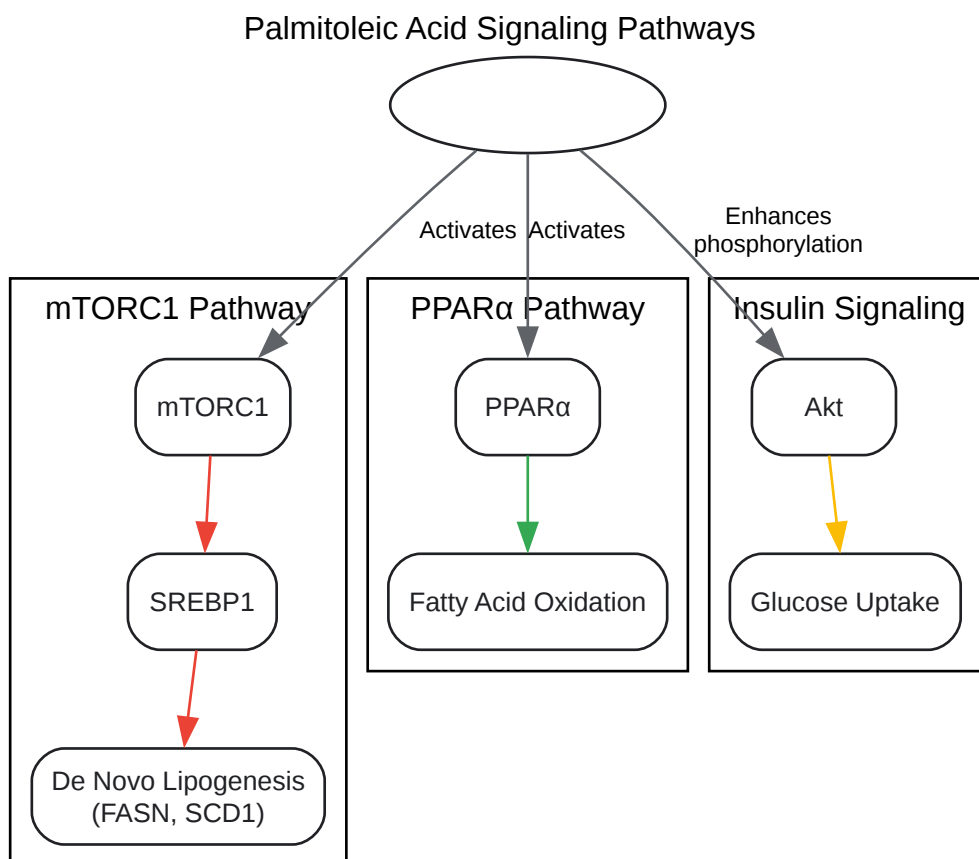 Palmitoleic Acid Signaling Pathways
Activates
Activates
Enhances
phosphorylation
mTORC1 Pathway
PPARα Pathway
Insulin Signaling
mTORC1
PPARα
Akt
SREBP1
Fatty Acid Oxidation
Glucose Uptake
De Novo Lipogenesis
(FASN, SCD1)